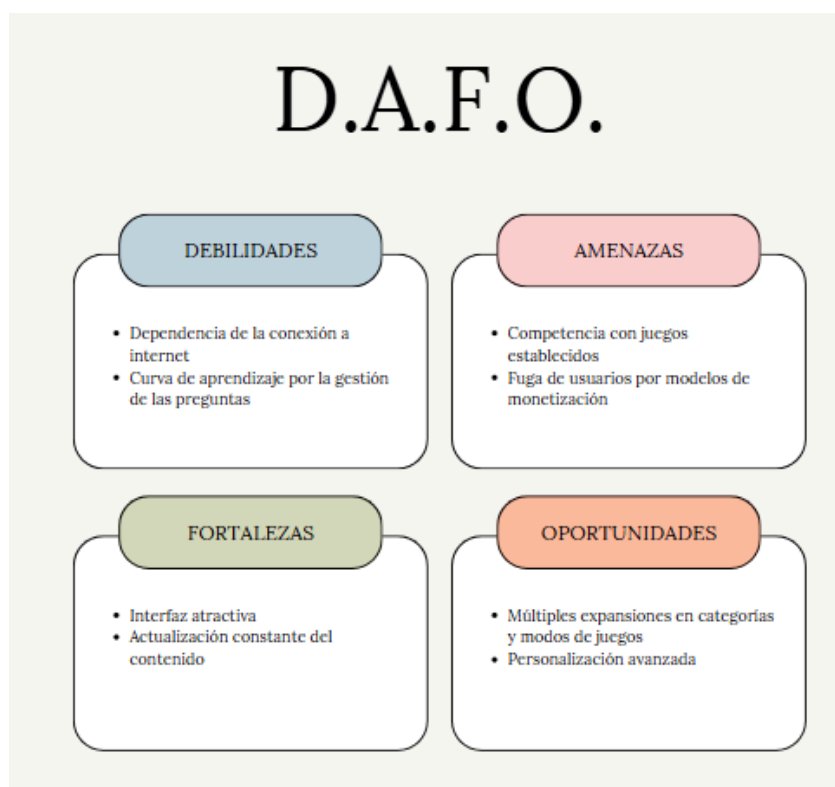 D.A.F.O.
DEBILIDADES
• Dependencia de la conexión a
internet
• Curva de aprendizaje por la gestión
de las preguntas
AMENAZAS
• Competencia con juegos
establecidos
• Fuga de usuarios por modelos de
monetización
FORTALEZAS
• Interfaz atractiva
• Actualización constante del
contenido
OPORTUNIDADES
• Múltiples expansiones en categorías
y modos de juegos
• Personalización avanzada